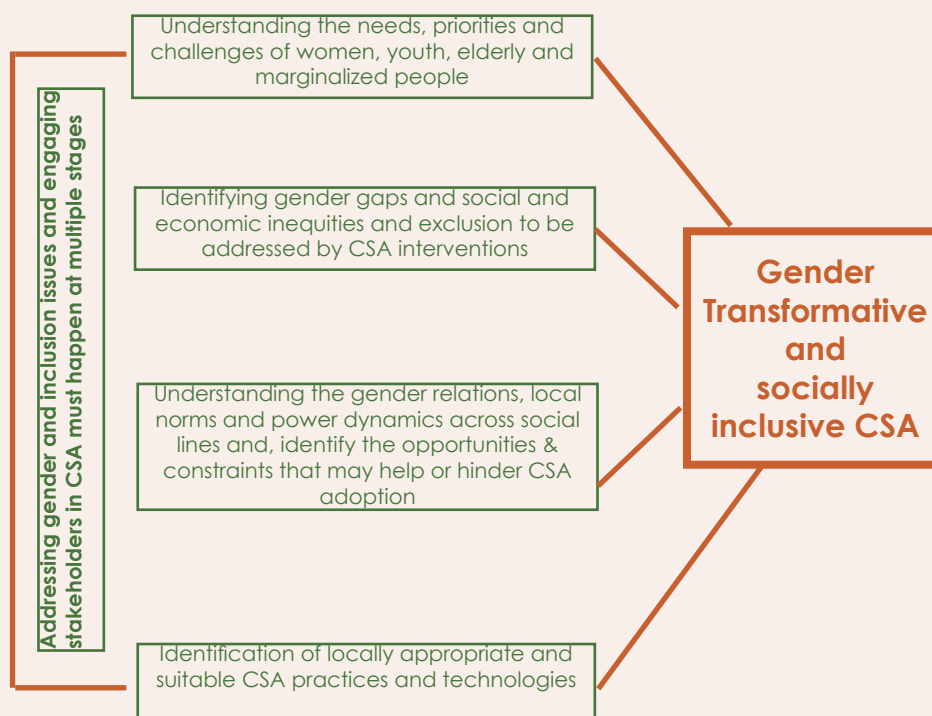 Understanding the needs, priorities and
challenges of women, youth, elderly and
marginalized people
Addressing gender and inclusion issues and engaging
stakeholders in CSA must happen at multiple stages
Identifying gender gaps and social and
economic inequities and exclusion to be
addressed by CSA interventions
Understanding the gender relations, local
norms and power dynamics across social
lines and, identify the opportunities &
constraints that may help or hinder CSA
adoption
Identification of locally appropriate and
suitable CSA practices and technologies
Gender
Transformative
and
socially
inclusive CSA